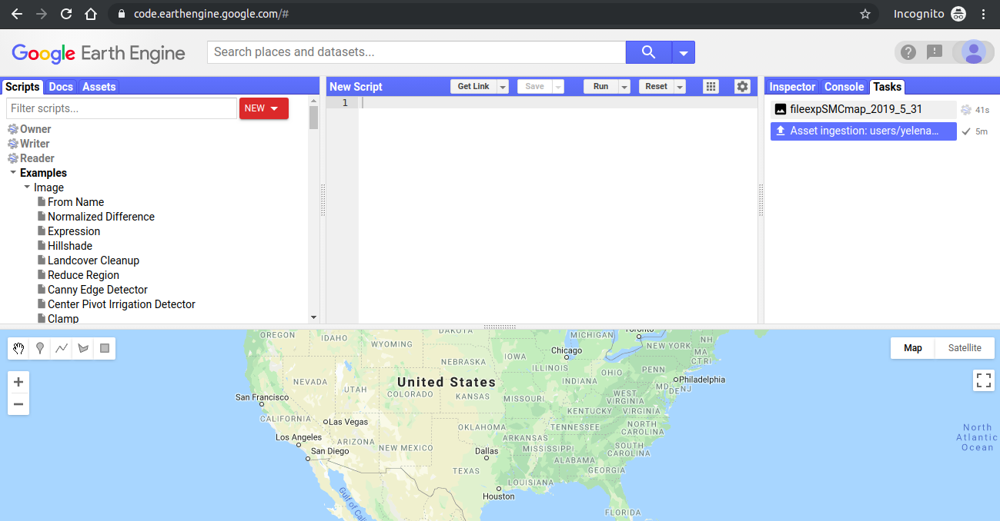 code.earthengine.google.com/#
Incognito
Google Earth Engine
Search places and datasets...
Scripts Docs Assets
Filter scripts...
NEW
Owner
Writer
Reader
Examples
Image
From Name
Normalized Difference
Expression
Hillshade
Landcover Cleanup
Reduce Region
Canny Edge Detector
Center Pivot Irrigation Detector
Clamp
New Script
Get Link
Save
Run
Reset
1
Inspector Console Tasks
fileexpSMCmap_2019_5_31 41s
Asset ingestion: users/yelena... 5m
Map Satellite
OREGON
IDAHO
WYOMING
DAKOTA
MICHIGAN
Toronto
NH
NEW YORK
MA
CT RI
Chicago
IOWA
NEBRASKA
ILLINOIS
INDIANA
OHIO
PENN
Philadelphia
MD
DE
NJ
United States
NEVADA
UTAH
COLORADO
KANSAS
MISSOURI
WEST
VIRGINIA
KENTUCKY
VIRGINIA
San Francisco
CALIFORNIA
Las Vegas
OKLAHOMA
TENNESSEE
NORTH
CAROLINA
Los Angeles
ARIZONA
NEW MEXICO
ARKANSAS
MISSISSIPPI
SOUTH
CAROLINA
San Diego
Dallas
ALABAMA
GEORGIA
TEXAS
LOUISIANA
Houston
FLORIDA
Gulf of Cali
North
Atlantic
Ocean